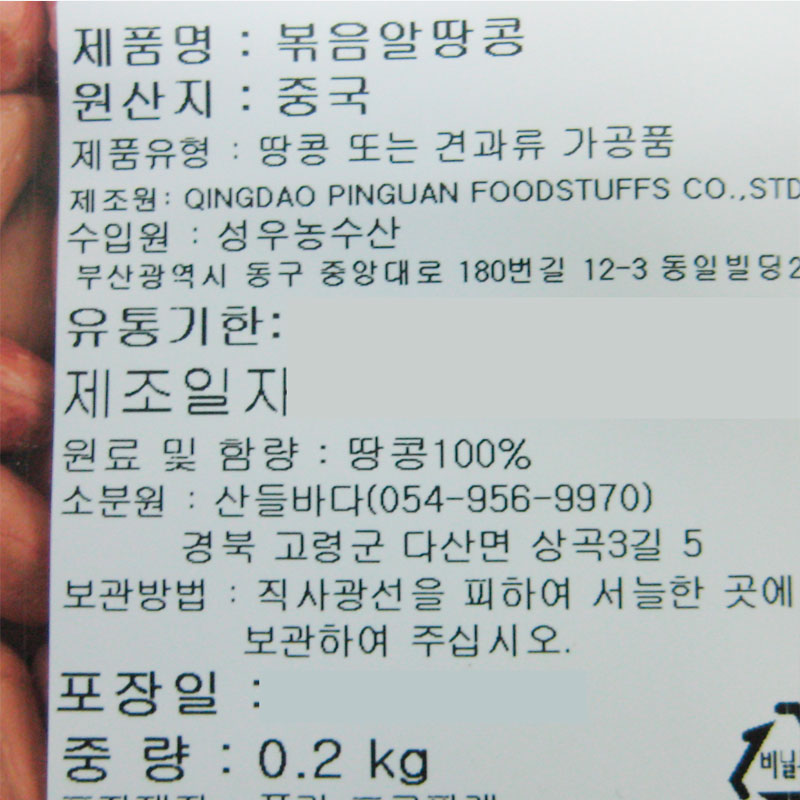 제품명 : 볶음알땅콩
원산지 : 중국
제품유형 : 땅콩 또는 견과류 가공품
제조원: QINGDAO PINGUAN FOODSTUFFS CO.,STD
수입원 : 성우농수산
부산광역시 동구 중앙대로 180번길 12-3 동일빌딩2
유통기한:
제조일자
원료 및 함량 : 땅콩100%
소분원 : 산들바다(054-956-9970)
경북 고령군 다산면 상곡3길 5
보관방법 : 직사광선을 피하여 서늘한 곳에
보관하여 주십시오.
포장일 :
중 량 : 0.2 kg
비닐